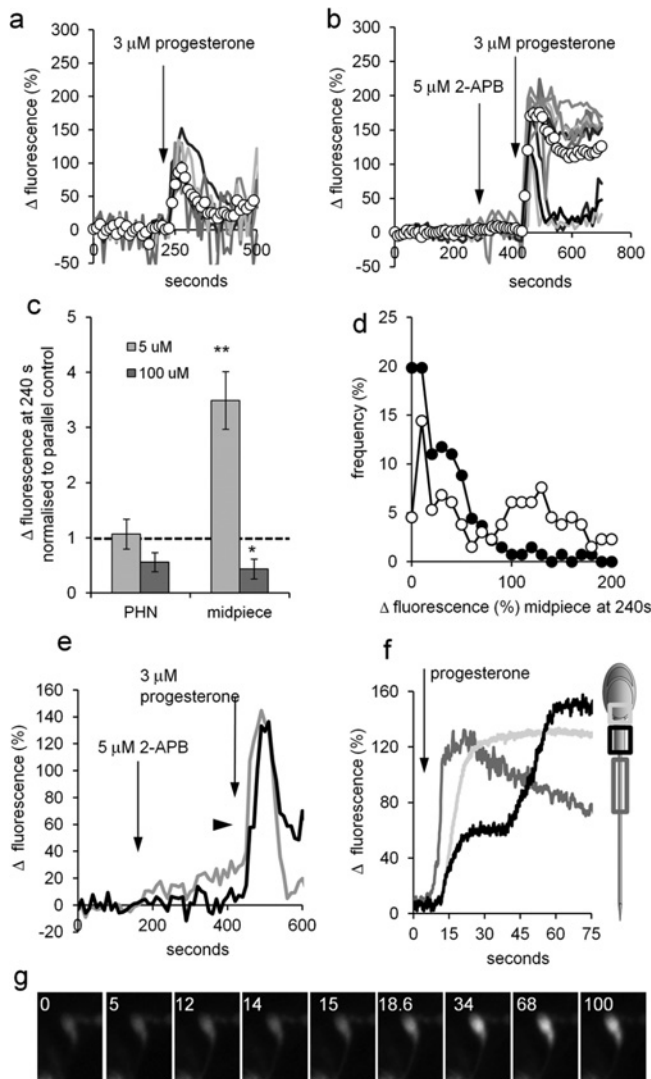 a
3 μM progesterone
Δ fluorescence (%)
300
250
200
150
100
50
0
-50
0
250
500
seconds
b
3 μM progesterone
5 μM 2-APB
Δ fluorescence (%)
300
250
200
150
100
50
0
-50
0
200
400
600
800
seconds
c
Δ fluorescence at 240 s
normalised to parallel control
5
4
3
2
1
0
5 uM
100 uM
**
*
PHN
midpiece
d
frequency (%)
25
20
15
10
5
0
0
100
200
Δ fluorescence (%) midpiece at 240s
e
3 μM
progesterone
5 μM 2-APB
Δ fluorescence (%)
160
140
120
100
80
60
40
20
0
-20
0
200
400
600
seconds
f
progesterone
Δ fluorescence (%)
160
120
80
40
0
0
15
30
45
60
75
seconds
g
0
5
12
14
15
18.6
34
68
100